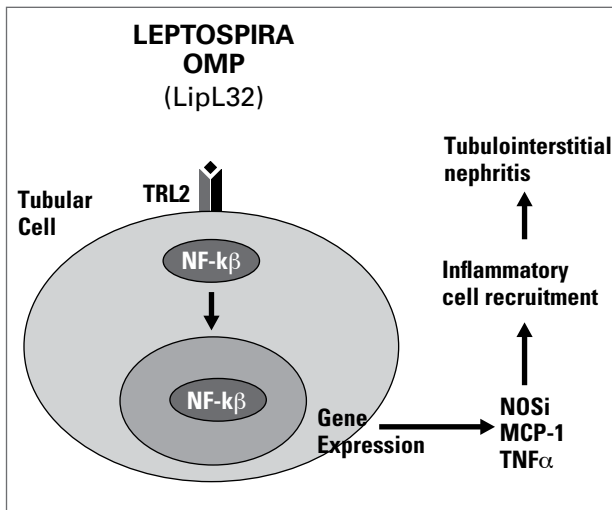 LEPTOSPIRA
OMP
(LipL32)
TRL2
Tubular
Cell
NF-kβ
NF-kβ
Gene
Expression
NOSi
MCP-1
TNFα
Inflammatory
cell recruitment
Tubulointerstitial
nephritis